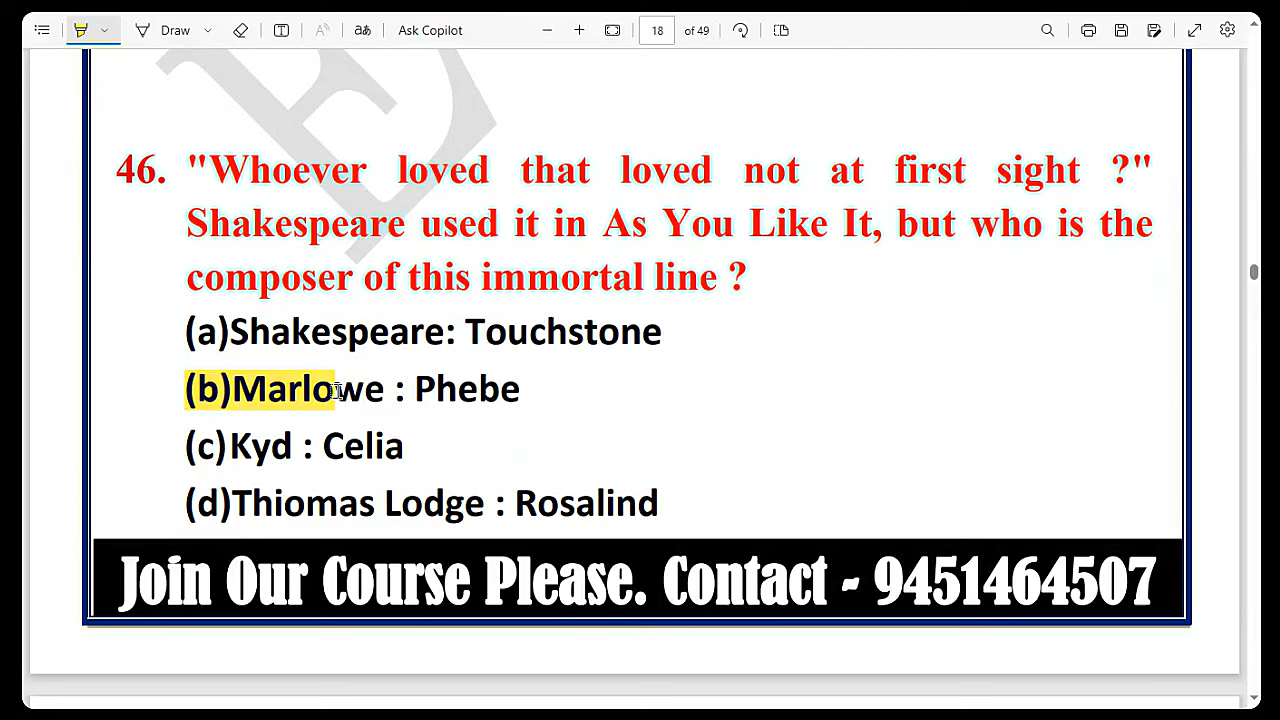 Draw
Ask Copilot
18 of 49
46. "Whoever loved that loved not at first sight ?"
Shakespeare used it in As You Like It, but who is the
composer of this immortal line ?
(a)Shakespeare: Touchstone
(b)Marlowe : Phebe
(c)Kyd : Celia
(d)Thiomas Lodge : Rosalind
Join Our Course Please. Contact - 9451464507